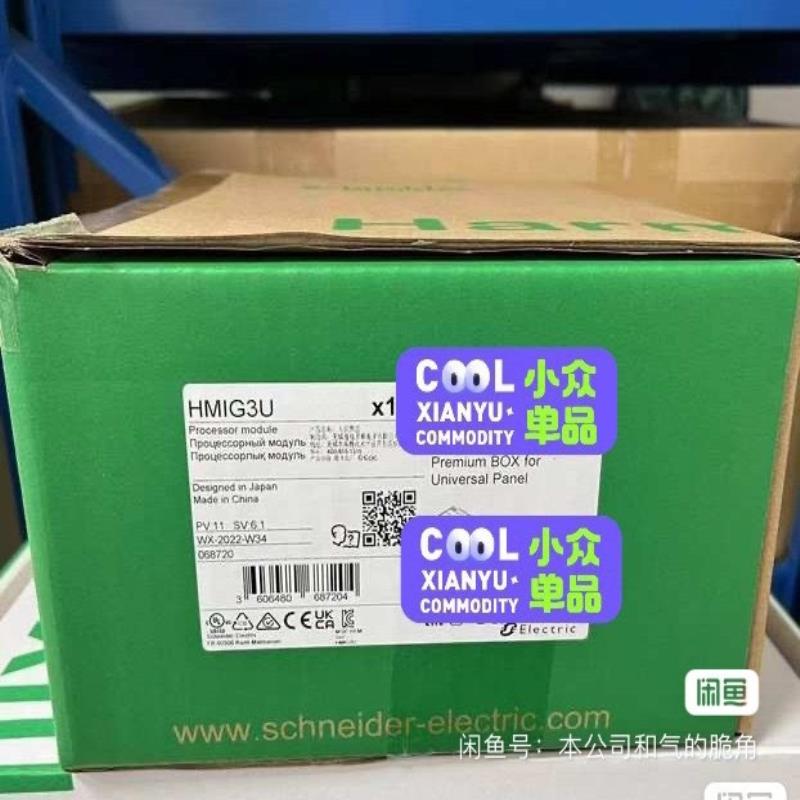 Harm
HMIG3U
x1
Processor module
Процессорный модуль
Процессорлық модуль
Premium BOX for
Universal Panel
Designed in Japan
Made in China
PV 11 SV:6.1
WX-2022-W34
068720
3 606480 687204
UK
CA
Schneider Electric
Electric
COOL 小众
XIANYU 单品
COMMODITY
COOL 小众
XIANYU 单品
COMMODITY
www.schneider-electric.com
闲鱼
闲鱼号：本公司和气的脆角